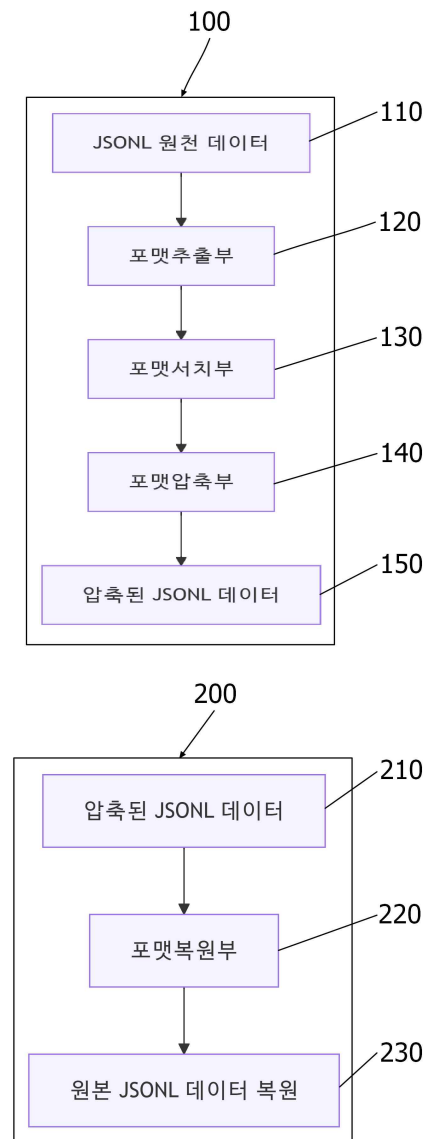 100
JSONL 원천 데이터
110
포맷추출부
120
포맷서치부
130
포맷압축부
140
압축된 JSONL 데이터
150
200
압축된 JSONL 데이터
210
포맷복원부
220
원본 JSONL 데이터 복원
230